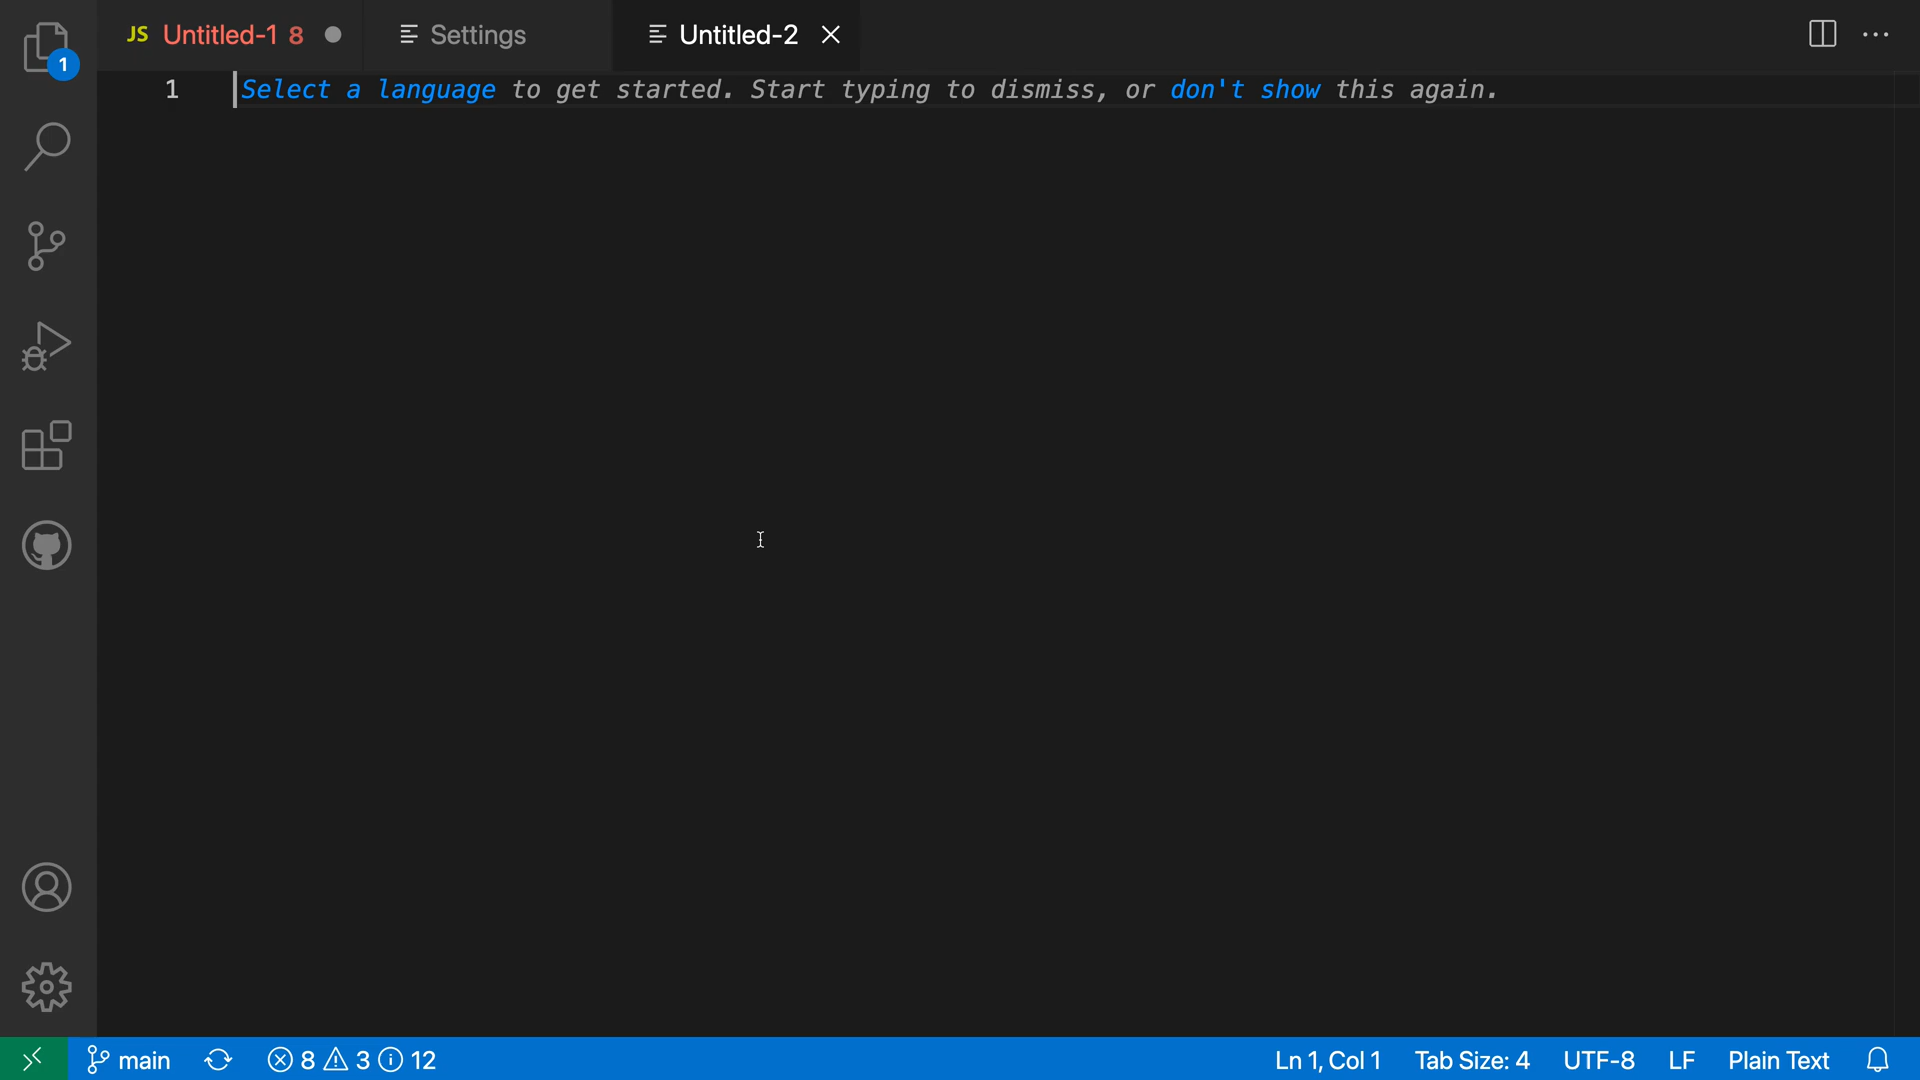 JS Untitled-1 8
Settings
Untitled-2
1
1 Select a language to get started. Start typing to dismiss, or don't show this again.
main 8 3 12 Ln 1, Col 1 Tab Size: 4 UTF-8 LF Plain Text